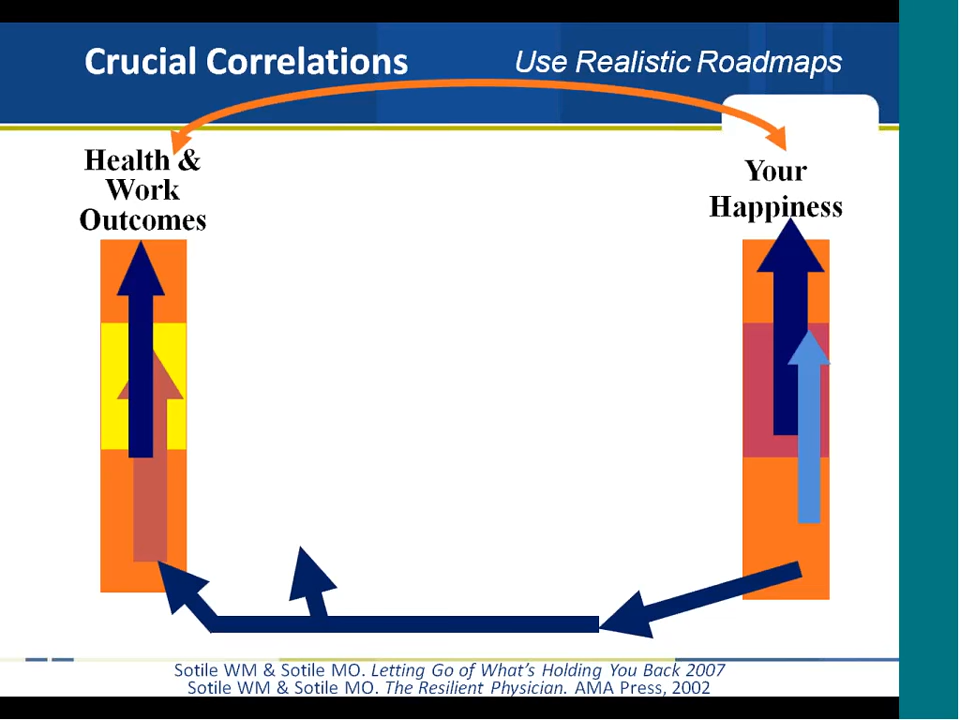 Crucial Correlations
Use Realistic Roadmaps
Health &
Work
Outcomes
Your
Happiness
Sotile WM & Sotile MO. Letting Go of What's Holding You Back 2007
Sotile WM & Sotile MO. The Resilient Physician. AMA Press, 2002